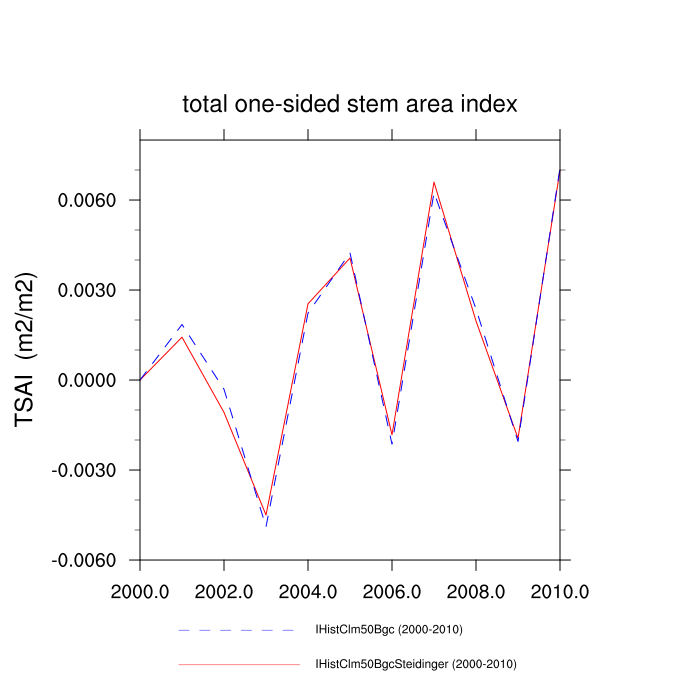 total one-sided stem area index
TSAI (m2/m2)
0.0060
0.0030
0.0000
-0.0030
-0.0060
2000.0 2002.0 2004.0 2006.0 2008.0 2010.0
IHistClm50Bgc (2000-2010)
IHistClm50BgcSteidinger (2000-2010)